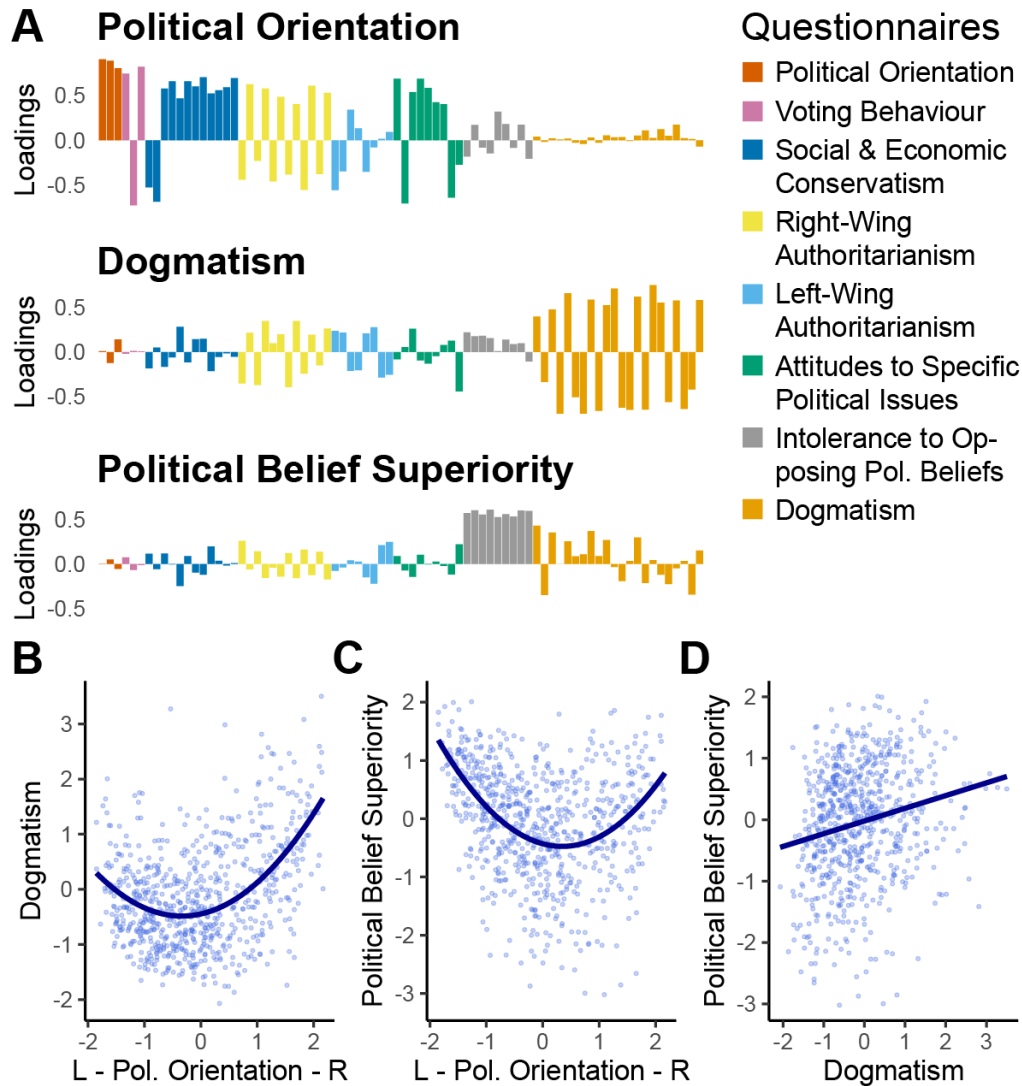 A
Political Orientation
Loadings
0.5
0.0
-0.5
Dogmatism
Loadings
0.5
0.0
-0.5
Political Belief Superiority
Loadings
0.5
0.0
-0.5
Questionnaires
Political Orientation
Voting Behaviour
Social & Economic
Conservatism
Right-Wing
Authoritarianism
Left-Wing
Authoritarianism
Attitudes to Specific
Political Issues
Intolerance to Op-
posing Pol. Beliefs
Dogmatism
B
Dogmatism
3
2
1
0
-1
-2
-2 -1 0 1 2
L - Pol. Orientation - R
C
Political Belief Superiority
2
1
0
-1
-2
-3
-2 -1 0 1 2
L - Pol. Orientation - R
D
Political Belief Superiority
2
1
0
-1
-2
-3
-2 -1 0 1 2 3
Dogmatism